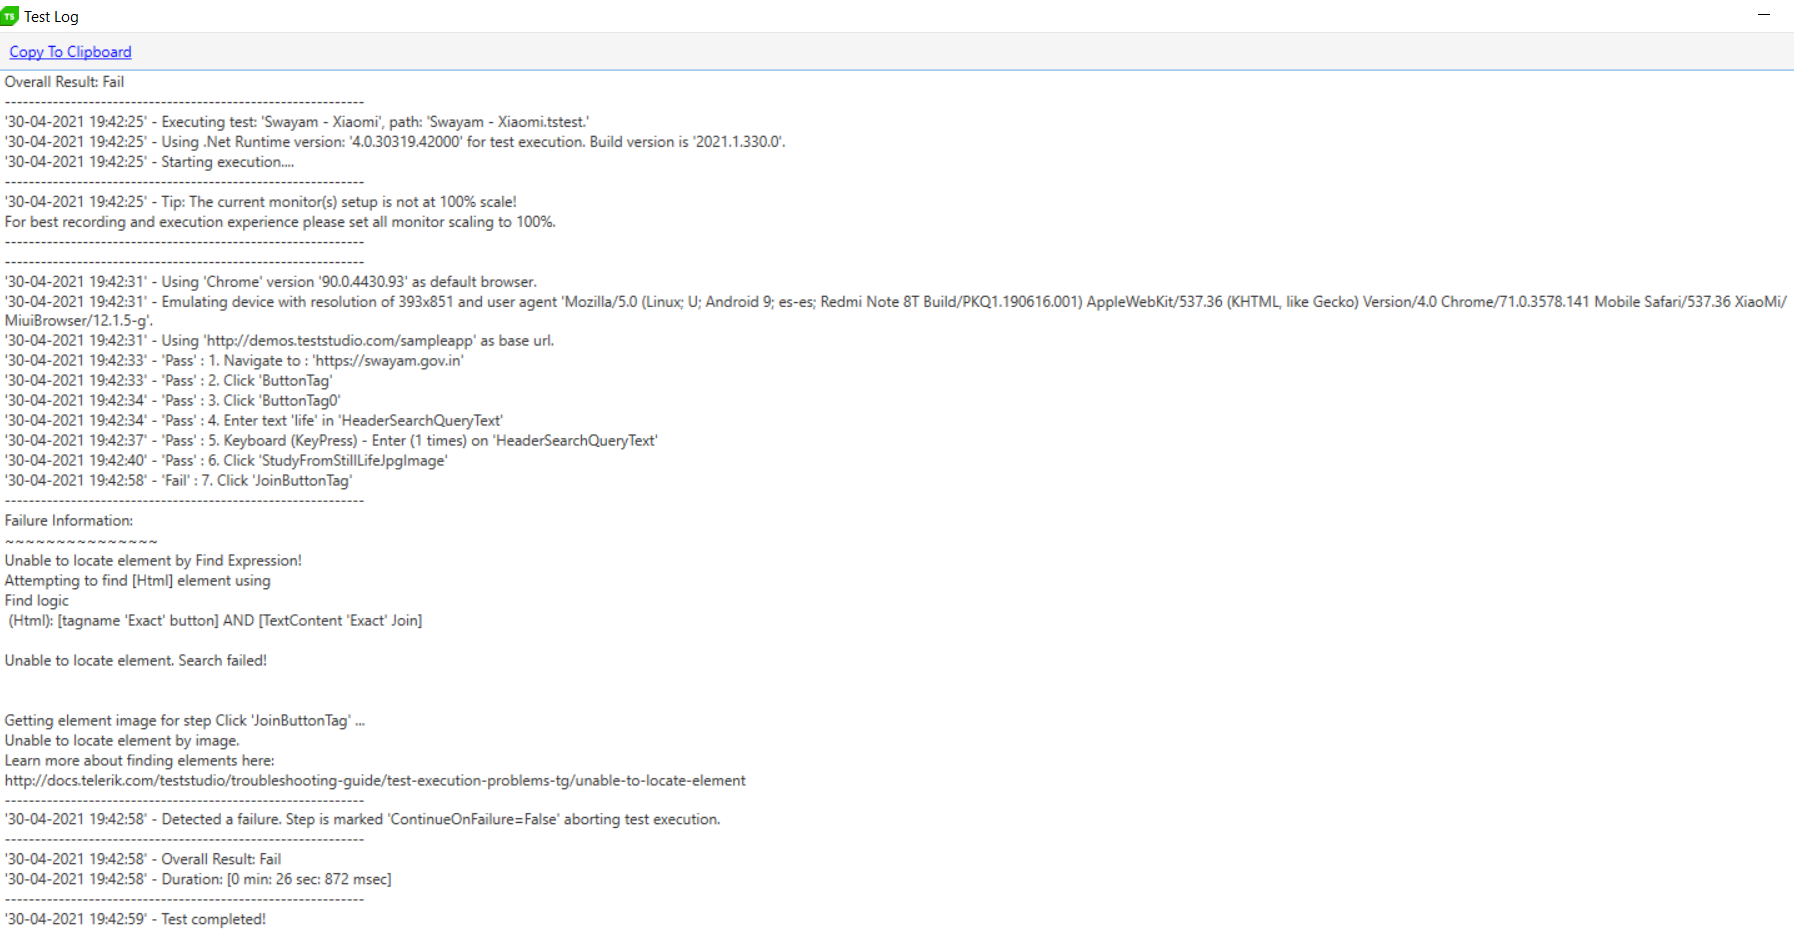 TS Test Log
Copy To Clipboard
Overall Result: Fail
------------------------------------------------------------
'30-04-2021 19:42:25' - Executing test: 'Swayam - Xiaomi', path: 'Swayam - Xiaomi.tstest.'
'30-04-2021 19:42:25' - Using .Net Runtime version: '4.0.30319.42000' for test execution. Build version is '2021.1.330.0'.
'30-04-2021 19:42:25' - Starting execution....
------------------------------------------------------------
'30-04-2021 19:42:25' - Tip: The current monitor(s) setup is not at 100% scale!
For best recording and execution experience please set all monitor scaling to 100%.
------------------------------------------------------------
------------------------------------------------------------
'30-04-2021 19:42:31' - Using 'Chrome' version '90.0.4430.93' as default browser.
'30-04-2021 19:42:31' - Emulating device with resolution of 393x851 and user agent 'Mozilla/5.0 (Linux; U; Android 9; es-es; Redmi Note 8T Build/PKQ1.190616.001) AppleWebKit/537.36 (KHTML, like Gecko) Version/4.0 Chrome/71.0.3578.141 Mobile Safari/537.36 XiaoMi/
MiuiBrowser/12.1.5-g'.
'30-04-2021 19:42:31' - Using 'http://demos.teststudio.com/sampleapp' as base url.
'30-04-2021 19:42:33' - 'Pass' : 1. Navigate to : 'https://swayam.gov.in'
'30-04-2021 19:42:33' - 'Pass' : 2. Click 'ButtonTag'
'30-04-2021 19:42:34' - 'Pass' : 3. Click 'ButtonTag0'
'30-04-2021 19:42:34' - 'Pass' : 4. Enter text 'life' in 'HeaderSearchQueryText'
'30-04-2021 19:42:37' - 'Pass' : 5. Keyboard (KeyPress) - Enter (1 times) on 'HeaderSearchQueryText'
'30-04-2021 19:42:40' - 'Pass' : 6. Click 'StudyFromStillLifeJpgImage'
'30-04-2021 19:42:58' - 'Fail' : 7. Click 'JoinButtonTag'
------------------------------------------------------------
Failure Information:
~~~~~~~~~~~~~~~
Unable to locate element by Find Expression!
Attempting to find [Html] element using
Find logic
(Html): [tagname 'Exact' button] AND [TextContent 'Exact' Join]
Unable to locate element. Search failed!
Getting element image for step Click 'JoinButtonTag' ...
Unable to locate element by image.
Learn more about finding elements here:
http://docs.telerik.com/teststudio/troubleshooting-guide/test-execution-problems-tg/unable-to-locate-element
------------------------------------------------------------
'30-04-2021 19:42:58' - Detected a failure. Step is marked 'ContinueOnFailure=False' aborting test execution.
------------------------------------------------------------
'30-04-2021 19:42:58' - Overall Result: Fail
'30-04-2021 19:42:58' - Duration: [0 min: 26 sec: 872 msec]
------------------------------------------------------------
'30-04-2021 19:42:59' - Test completed!